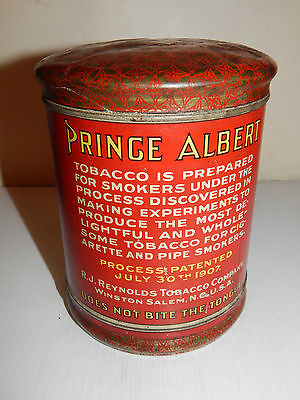 PRINCE ALBERT
TOBACCO IS PREPARED
FOR SMOKERS UNDER THE
PROCESS DISCOVERED IN
MAKING EXPERIMENTS TO
PRODUCE THE MOST DE-
LIGHTFUL AND WHOLE-
SOME TOBACCO FOR CIG-
ARETTE AND PIPE SMOKERS.
PROCESS PATENTED
JULY 30TH 1907.
R.J. REYNOLDS TOBACCO COMPANY
WINSTON SALEM, N.C. U.S.A.
DOES NOT BITE THE TONGUE